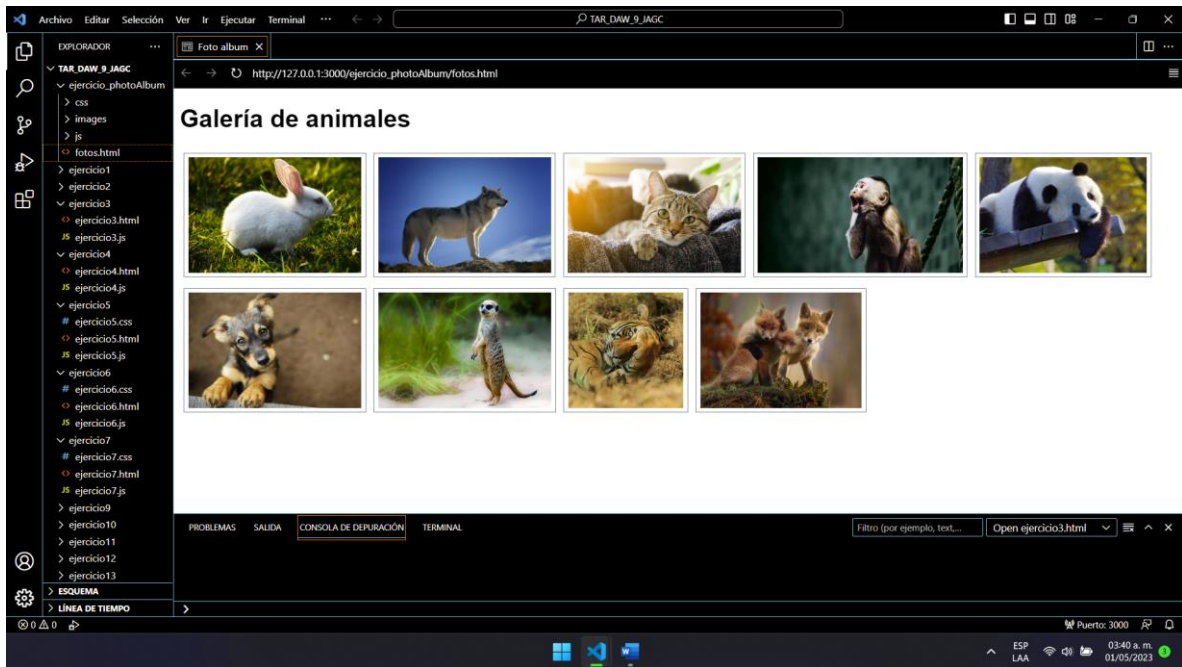 Archivo Editar Selección Ver Ir Ejecutar Terminal ··· TAR_DAW_9_JAGC
EXPLORADOR ···
TAR_DAW_9_JAGC
ejercicio_photoAlbum
css
images
js
fotos.html
ejercicio1
ejercicio2
ejercicio3
ejercicio3.html
JS ejercicio3.js
ejercicio4
ejercicio4.html
JS ejercicio4.js
ejercicio5
# ejercicio5.css
ejercicio5.html
JS ejercicio5.js
ejercicio6
# ejercicio6.css
ejercicio6.html
JS ejercicio6.js
ejercicio7
# ejercicio7.css
ejercicio7.html
JS ejercicio7.js
ejercicio9
ejercicio10
ejercicio11
ejercicio12
ejercicio13
ESQUEMA
LÍNEA DE TIEMPO
Foto album
http://127.0.0.1:3000/ejercicio_photoAlbum/fotos.html
Galería de animales
PROBLEMAS SALIDA CONSOLA DE DEPURACIÓN TERMINAL Filtro (por ejemplo, text,... Open ejercicio3.html
0 0 Puerto: 3000
W
ESP
LAA
03:40 a. m.
01/05/2023
3